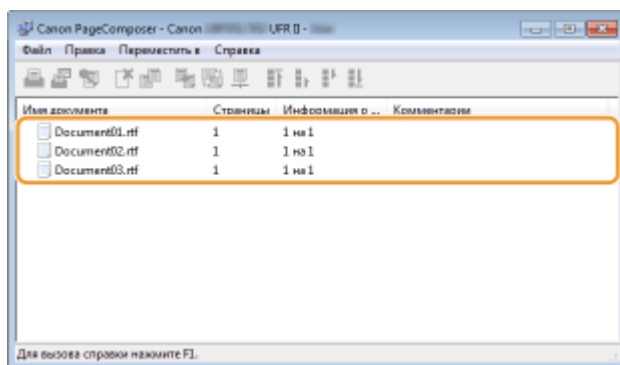 Canon PageComposer - Canon UFR II -
Файл Правка Переместить в Справка
Имя документа Страницы Информация о ... Комментарии
Document01.rtf 1 1 на 1
Document02.rtf 1 1 на 1
Document03.rtf 1 1 на 1
Для вызова справки нажмите F1.